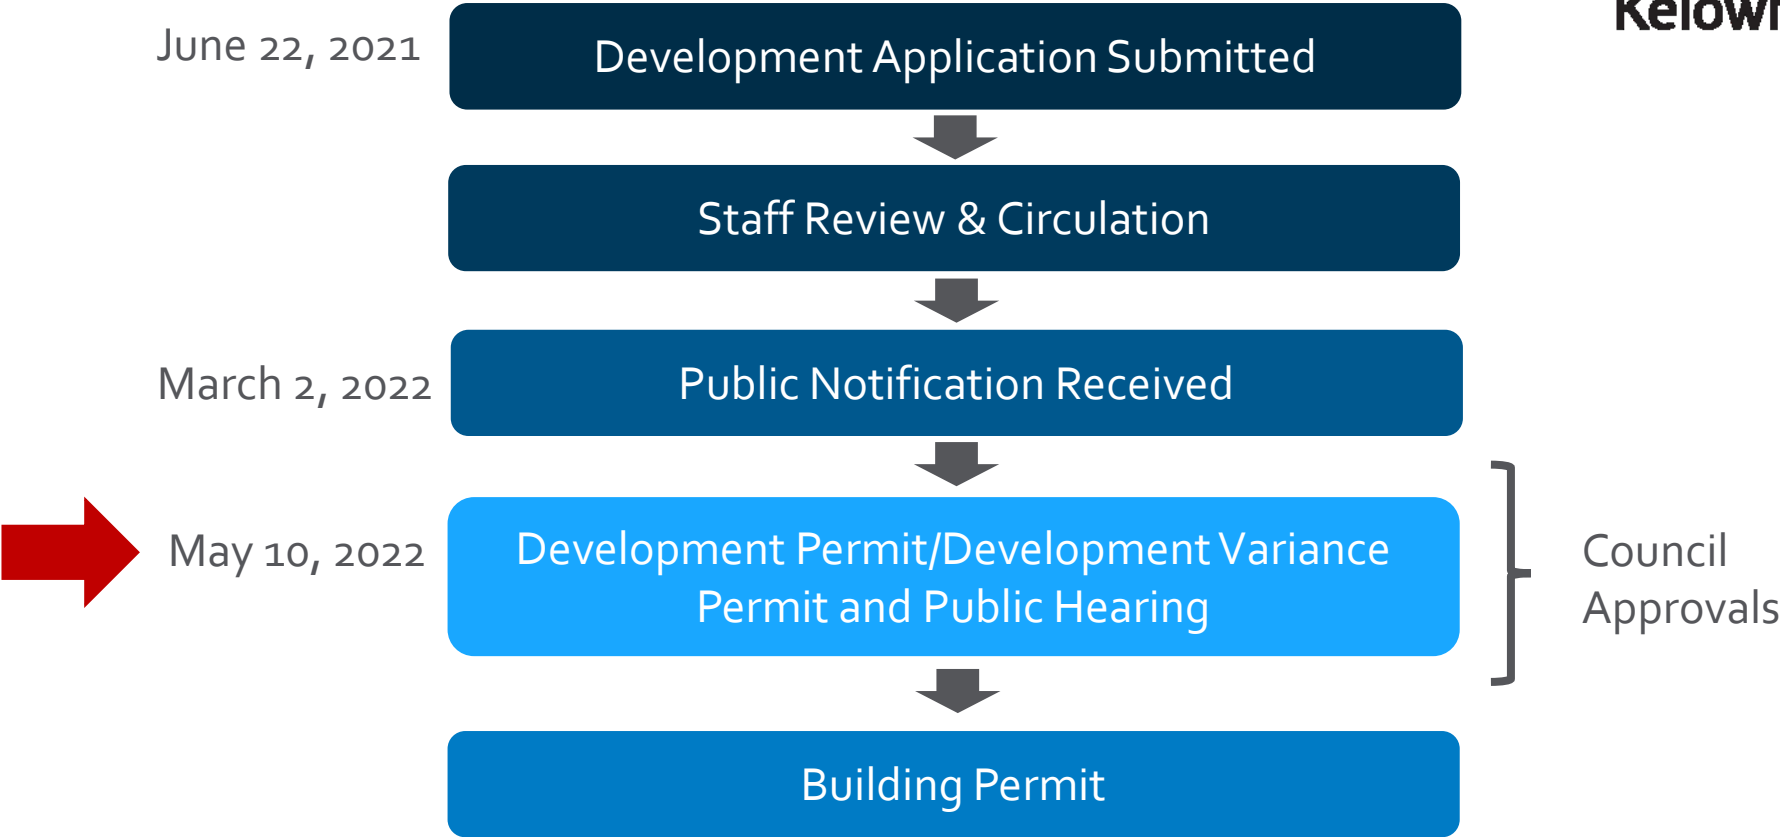 June 22, 2021
Development Application Submitted
Staff Review & Circulation
March 2, 2022
Public Notification Received
May 10, 2022
Development Permit/Development Variance
Permit and Public Hearing
Council
Approvals
Building Permit